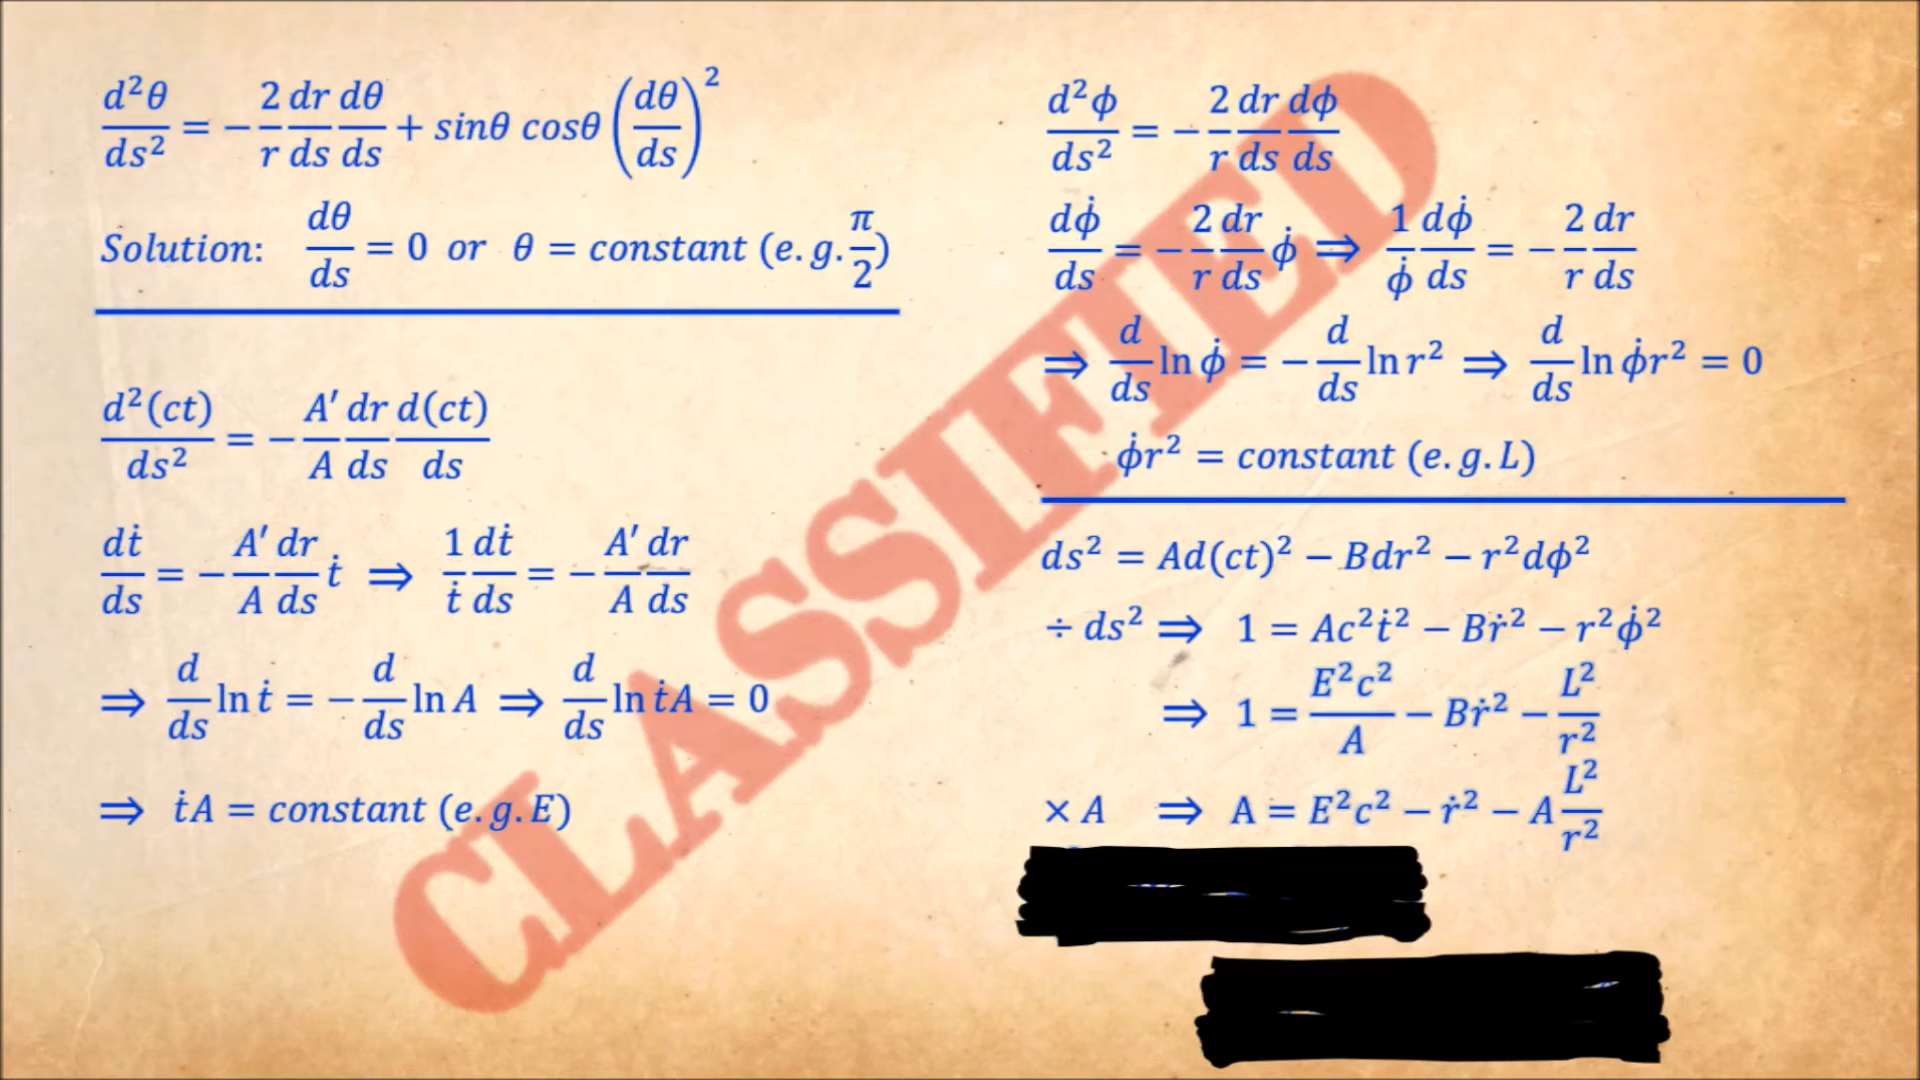 d²θ/ds² = −(2/r)(dr/ds)(dθ/ds) + sinθ cosθ (dθ/ds)²
Solution: dθ/ds = 0 or θ = constant (e.g. π/2)
d²(ct)/ds² = −(A′/A)(dr/ds)(d(ct)/ds)
dṫ/ds = −(A′/A)(dr/ds)ṫ ⇒ (1/ṫ)(dṫ/ds) = −(A′/A)(dr/ds)
⇒ d/ds ln ṫ = −d/ds ln A ⇒ d/ds ln ṫA = 0
⇒ ṫA = constant (e.g. E)
d²ϕ/ds² = −(2/r)(dr/ds)(dϕ/ds)
dϕ̇/ds = −(2/r)(dr/ds)ϕ̇ ⇒ (1/ϕ̇)(dϕ̇/ds) = −(2/r)(dr/ds)
⇒ d/ds ln ϕ̇ = −d/ds ln r² ⇒ d/ds ln ϕ̇r² = 0
ϕ̇r² = constant (e.g. L)
ds² = Ad(ct)² − Bdr² − r²dϕ²
÷ ds² ⇒ 1 = Ac²ṫ² − Bṙ² − r²ϕ̇²
⇒ 1 = E²c²/A − Bṙ² − L²/r²
× A ⇒ A = E²c² − ṙ² − A L²/r²
CLASSIFIED